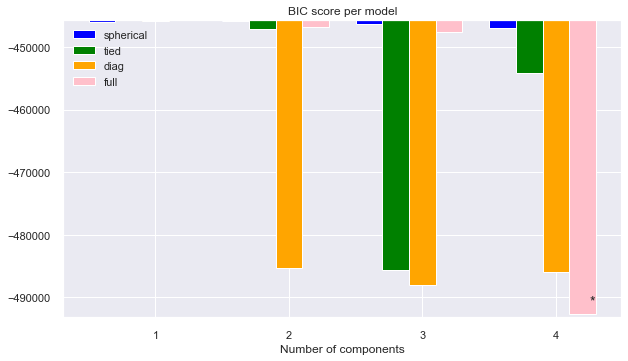 BIC score per model
spherical
tied
diag
full
−450000
−460000
−470000
−480000
−490000
*
1 2 3 4
Number of components